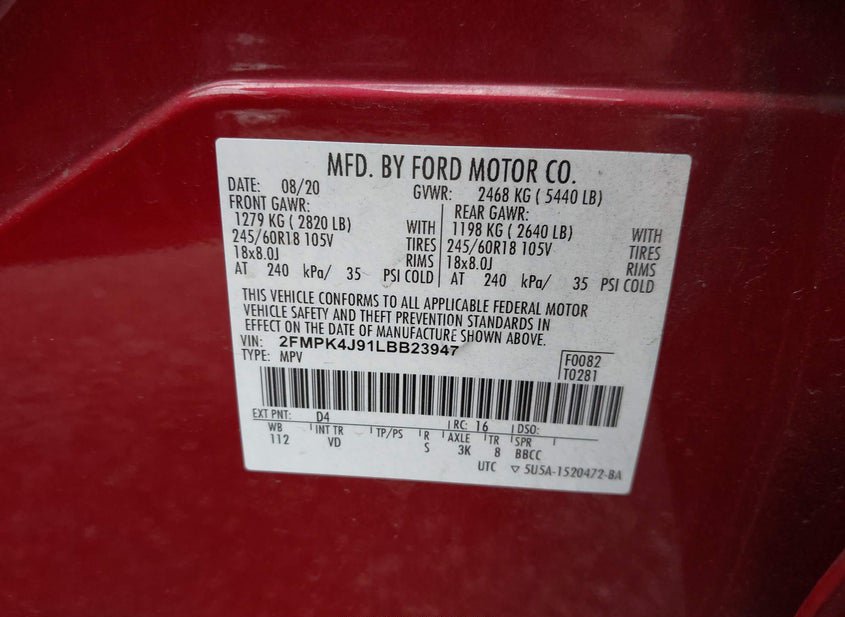 MFD. BY FORD MOTOR CO.
DATE: 08/20 GVWR: 2468 KG ( 5440 LB)
FRONT GAWR: REAR GAWR:
1279 KG ( 2820 LB) WITH 1198 KG ( 2640 LB) WITH
245/60R18 105V TIRES 245/60R18 105V TIRES
18x8.0J RIMS 18x8.0J RIMS
AT 240 kPa/ 35 PSI COLD AT 240 kPa/ 35 PSI COLD
THIS VEHICLE CONFORMS TO ALL APPLICABLE FEDERAL MOTOR
VEHICLE SAFETY AND THEFT PREVENTION STANDARDS IN
EFFECT ON THE DATE OF MANUFACTURE SHOWN ABOVE.
VIN: 2FMPK4J91LBB23947 F0082
TYPE: MPV T0281
EXT PNT: D4 RC: 16 DSO:
WB INT TR TP/PS R AXLE TR SPR
112 VD S 3K 8 BBCC
UTC ▽ 5U5A-1520472-BA